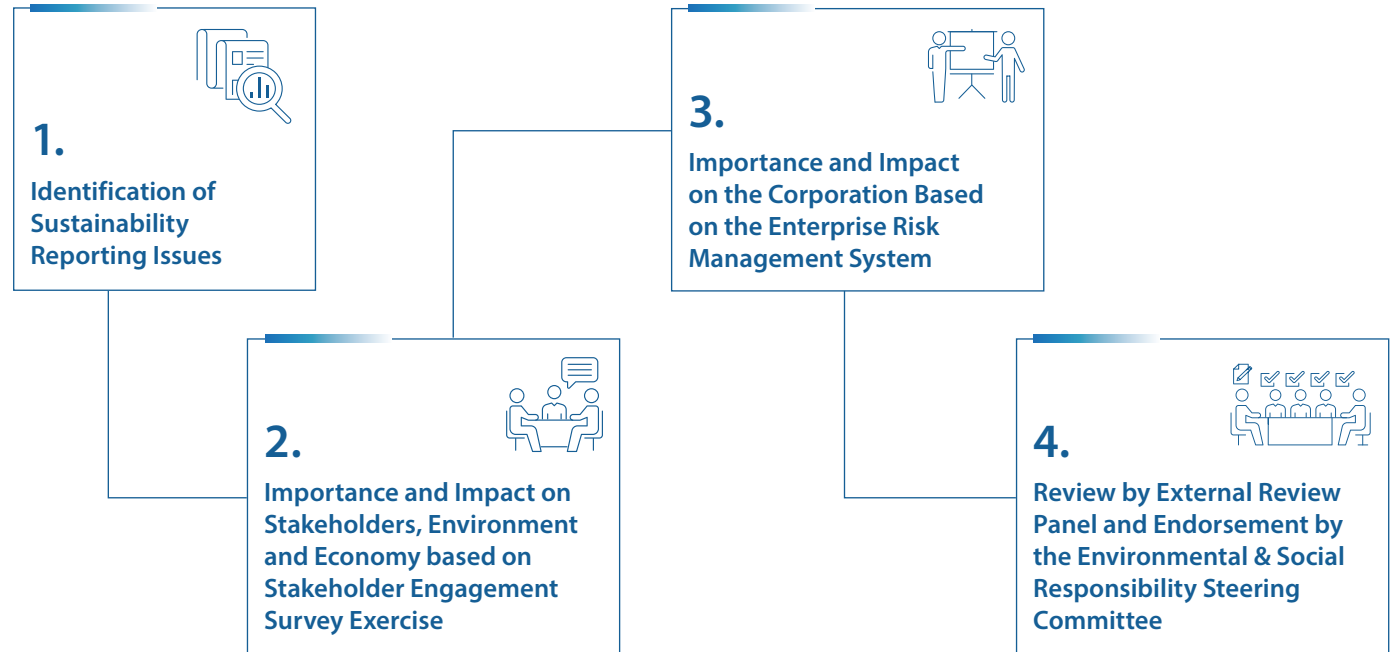 1.
Identification of
Sustainability
Reporting Issues
2.
Importance and Impact on
Stakeholders, Environment
and Economy based on
Stakeholder Engagement
Survey Exercise
3.
Importance and Impact
on the Corporation Based
on the Enterprise Risk
Management System
4.
Review by External Review
Panel and Endorsement by
the Environmental & Social
Responsibility Steering
Committee